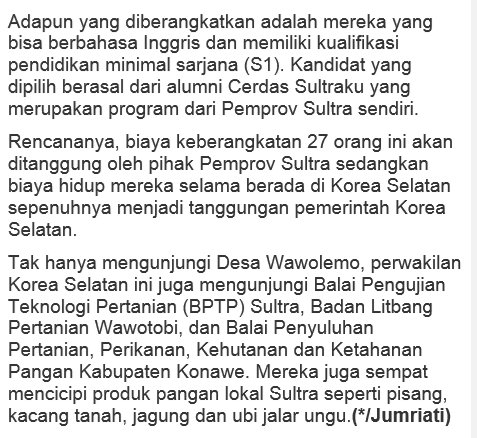 Adapun yang diberangkatkan adalah mereka yang
bisa berbahasa Inggris dan memiliki kualifikasi
pendidikan minimal sarjana (S1). Kandidat yang
dipilih berasal dari alumni Cerdas Sultraku yang
merupakan program dari Pemprov Sultra sendiri.
Rencananya, biaya keberangkatan 27 orang ini akan
ditanggung oleh pihak Pemprov Sultra sedangkan
biaya hidup mereka selama berada di Korea Selatan
sepenuhnya menjadi tanggungan pemerintah Korea
Selatan.
Tak hanya mengunjungi Desa Wawolemo, perwakilan
Korea Selatan ini juga mengunjungi Balai Pengujian
Teknologi Pertanian (BPTP) Sultra, Badan Litbang
Pertanian Wawotobi, dan Balai Penyuluhan
Pertanian, Perikanan, Kehutanan dan Ketahanan
Pangan Kabupaten Konawe. Mereka juga sempat
mencicipi produk pangan lokal Sultra seperti pisang,
kacang tanah, jagung dan ubi jalar ungu.(*/Jumriati)